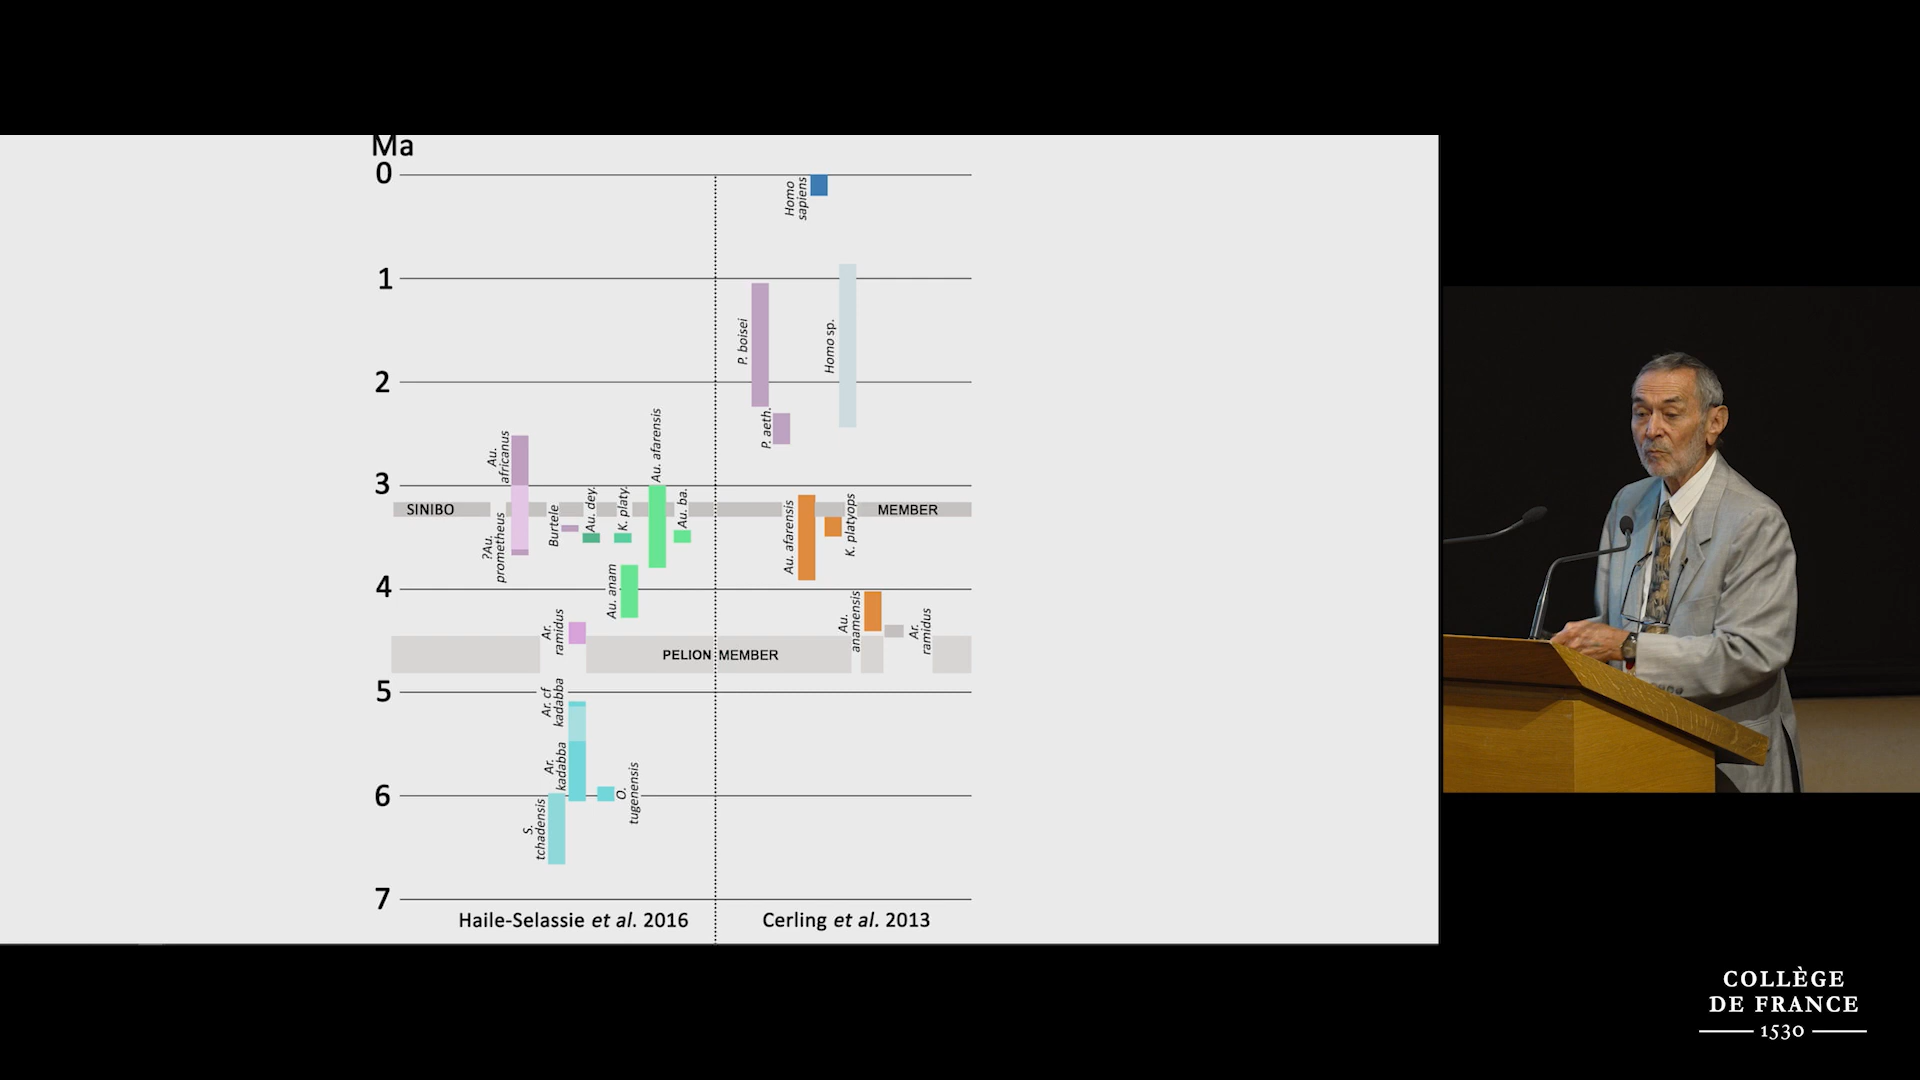 Ma
0
Homo
sapiens
1
P. boisei
Homo sp.
2
P. aeth.
Au. afarensis
Au.
africanus
3
SINIBO
MEMBER
Burtele
Au. dey.
K. platy.
Au. ba.
Au. afarensis
K. platyops
?Au.
prometheus
4
Au. anam
Au.
anamensis
Ar.
ramidus
Ar.
ramidus
PELION MEMBER
5
Ar. cf
kadabba
Ar.
kadabba
6
O.
tugenensis
S.
tchadensis
7
Haile-Selassie et al. 2016
Cerling et al. 2013
COLLÈGE
DE FRANCE
1530